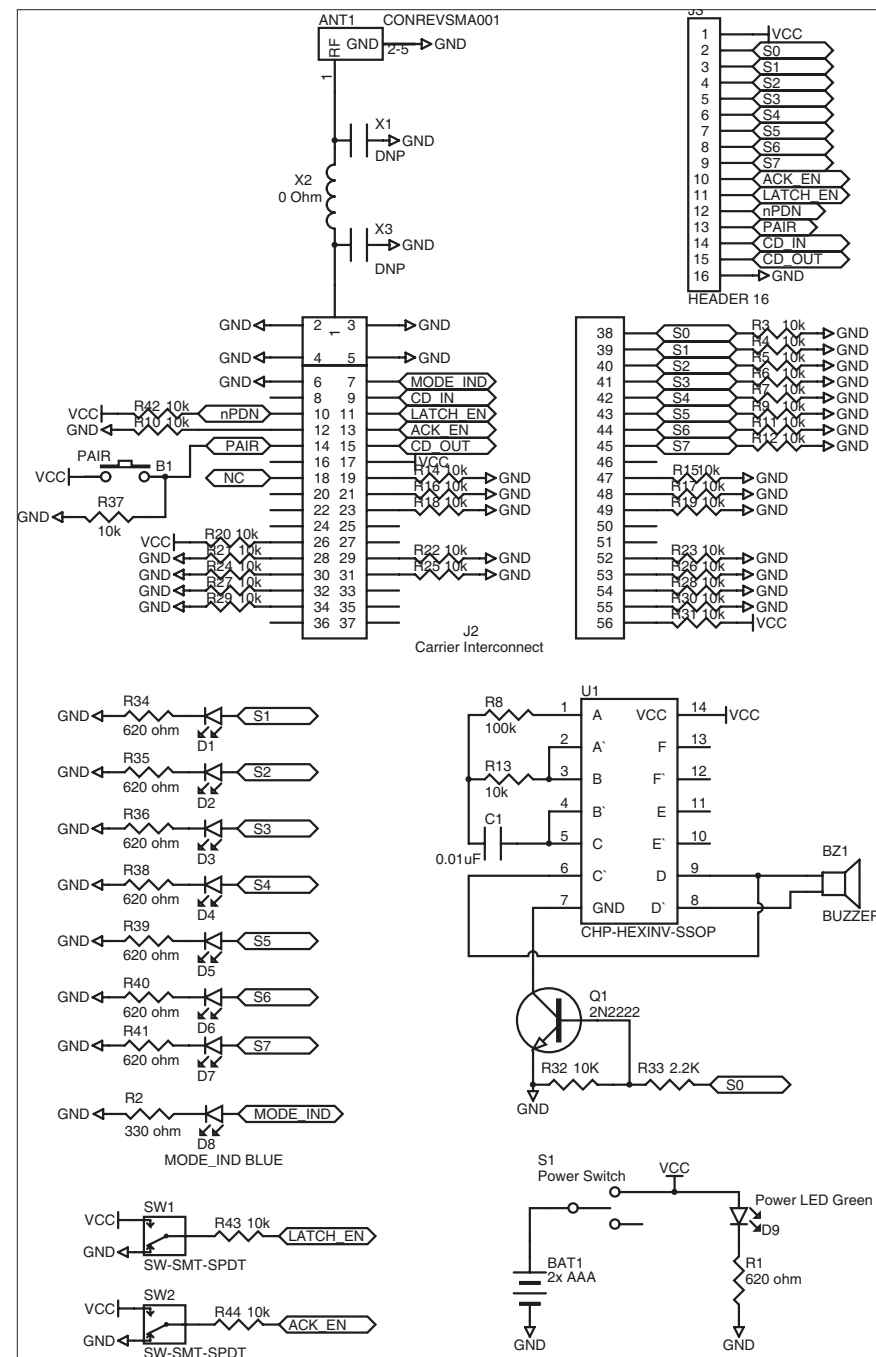 ANT1 CONREVSMA001
RF GND 2-5 GND
1
X1
GND
DNP
X2
0 Ohm
X3
GND
DNP
J3
1 VCC
2 S0
3 S1
4 S2
5 S3
6 S4
7 S5
8 S6
9 S7
10 ACK_EN
11 LATCH_EN
12 nPDN
13 PAIR
14 CD_IN
15 CD_OUT
16 GND
HEADER 16
GND 2 3 GND
1
GND 4 5 GND
GND 6 7 MODE_IND
8 9 CD_IN
VCC R42 10k nPDN 10 11 LATCH_EN
GND R10 10k 12 13 ACK_EN
PAIR 14 15 CD_OUT
16 17 VCC
PAIR
VCC B1
NC 18 19 R14 10k GND
20 21 R16 10k GND
22 23 R18 10k GND
R37
GND 10k
24 25
VCC R20 10k 26 27
GND R21 10k 28 29 R22 10k GND
GND R24 10k 30 31 R25 10k GND
GND R27 10k 32 33
GND R29 10k 34 35
36 37
J2
Carrier Interconnect
38 S0 R3 10k GND
39 S1 R4 10k GND
40 S2 R5 10k GND
41 S3 R6 10k GND
42 S4 R7 10k GND
43 S5 R9 10k GND
44 S6 R11 10k GND
45 S7 R12 10k GND
46
47 R15 10k GND
48 R17 10k GND
49 R19 10k GND
50
51
52 R23 10k GND
53 R26 10k GND
54 R28 10k GND
55 R30 10k GND
56 R31 10k VCC
R34
GND 620 ohm D1 S1
R35
GND 620 ohm D2 S2
R36
GND 620 ohm D3 S3
R38
GND 620 ohm D4 S4
R39
GND 620 ohm D5 S5
R40
GND 620 ohm D6 S6
R41
GND 620 ohm D7 S7
R2
GND 330 ohm D8 MODE_IND
MODE_IND BLUE
U1
R8
100k
R13
10k
C1
0.01uF
1 A VCC 14 VCC
2 A` F 13
3 B F` 12
4 B` E 11
5 C E` 10
6 C` D 9
7 GND D` 8
CHP-HEXINV-SSOP
BZ1
BUZZER
Q1
2N2222
R32 10K R33 2.2K S0
GND
SW1
VCC
GND
R43 10k LATCH_EN
SW-SMT-SPDT
SW2
VCC
GND
R44 10k ACK_EN
SW-SMT-SPDT
S1
Power Switch
VCC
Power LED Green
D9
BAT1
2x AAA
R1
620 ohm
GND GND